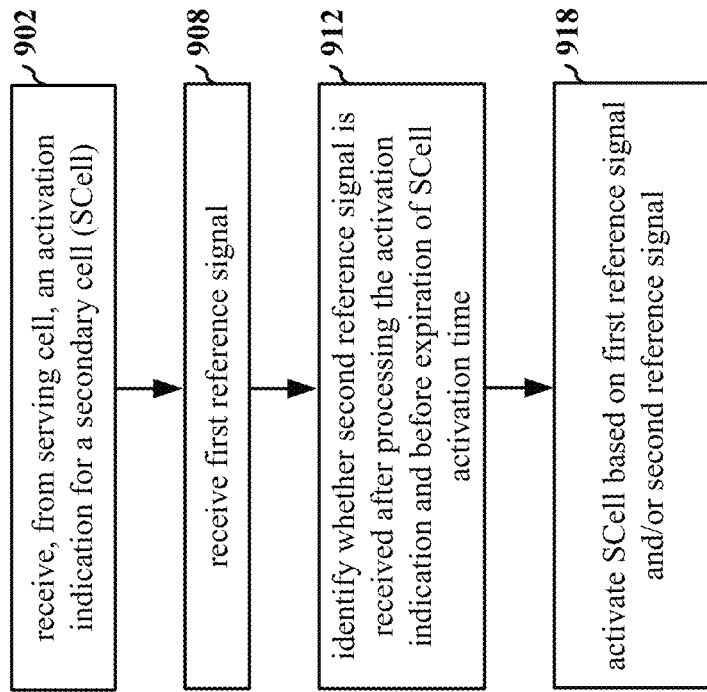 902
receive, from serving cell, an activation
indication for a secondary cell (SCell)
908
receive first reference signal
912
identify whether second reference signal is
received after processing the activation
indication and before expiration of SCell
activation time
918
activate SCell based on first reference signal
and/or second reference signal